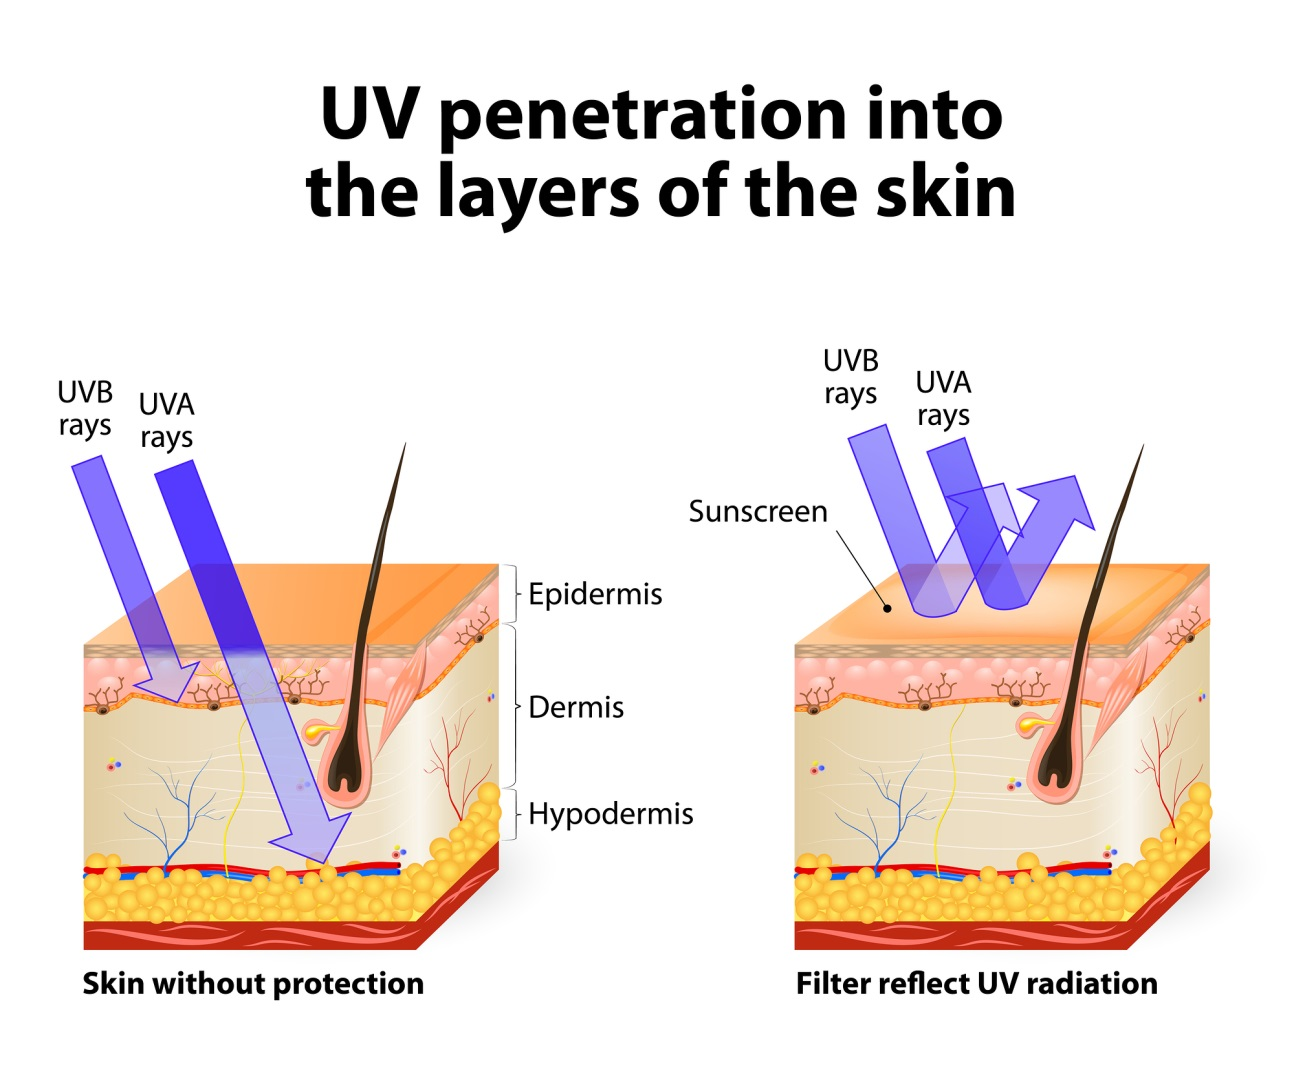 UV penetration into
the layers of the skin
UVB
rays
UVA
rays
Epidermis
Dermis
Hypodermis
Skin without protection
UVB
rays
UVA
rays
Sunscreen
Filter reflect UV radiation